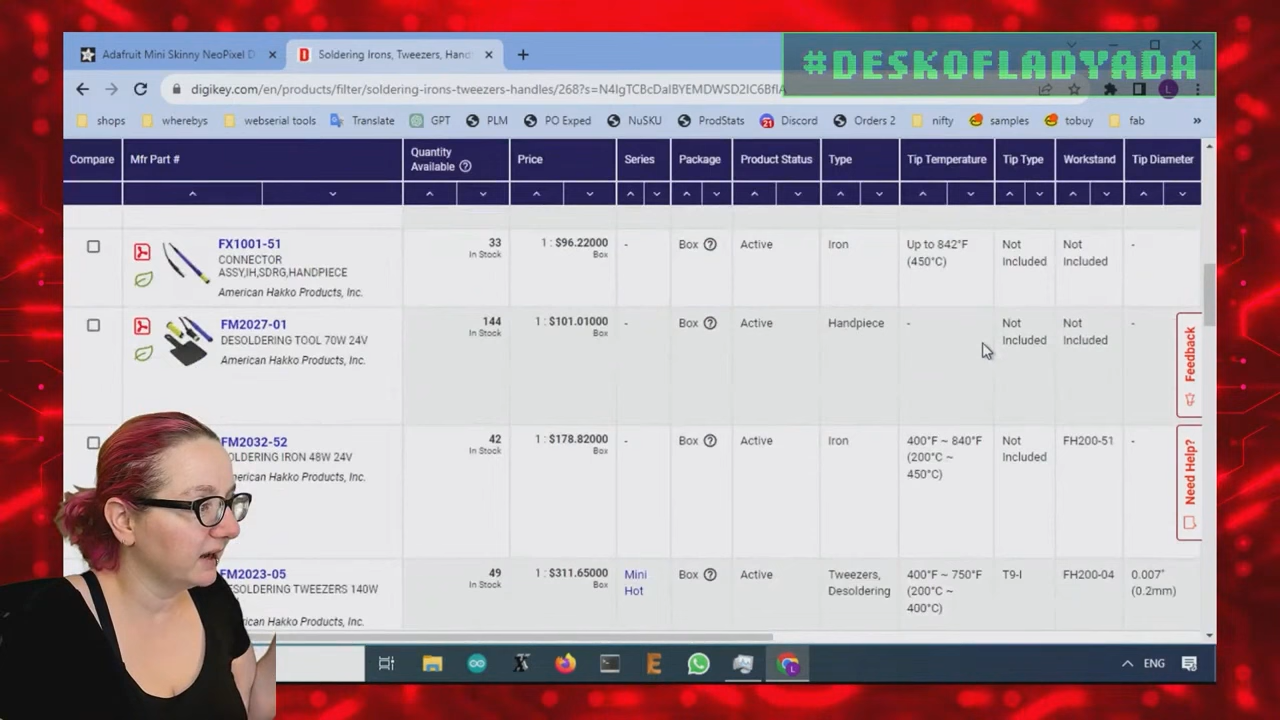 #DESKOFLADYADA
Adafruit Mini Skinny NeoPixel D
Soldering Irons, Tweezers, Hand
digikey.com/en/products/filter/soldering-irons-tweezers-handles/268?s=
shops
whereby
webserial tools
Translate
GPT
PLM
PO Exped
NuSKU
ProdStats
21
Discord
Orders 2
nifty
samples
tobuy
fab
»
Compare
Mfr Part #
Quantity
Available
Price
Series
Package
Product Status
Type
Tip Temperature
Tip Type
Workstand
Tip Diameter
FX1001-51
CONNECTOR
ASSY,IH,SDRG,HANDPIECE
American Hakko Products, Inc.
33
In Stock
1 : $96.22000
Box
-
Box
Active
Iron
Up to 842°F
(450°C)
Not
Included
Not
Included
-
FM2027-01
DESOLDERING TOOL 70W 24V
American Hakko Products, Inc.
144
In Stock
1 : $101.01000
Box
-
Box
Active
Handpiece
-
Not
Included
Not
Included
-
FM2032-52
SOLDERING IRON 48W 24V
American Hakko Products, Inc.
42
In Stock
1 : $178.82000
Box
-
Box
Active
Iron
400°F ~ 840°F
(200°C ~
450°C)
Not
Included
FH200-51
-
FM2023-05
DESOLDERING TWEEZERS 140W
American Hakko Products, Inc.
49
In Stock
1 : $311.65000
Box
Mini
Hot
Box
Active
Tweezers,
Desoldering
400°F ~ 750°F
(200°C ~
400°C)
T9-I
FH200-04
0.007"
(0.2mm)
Feedback
Need Help?
ENG